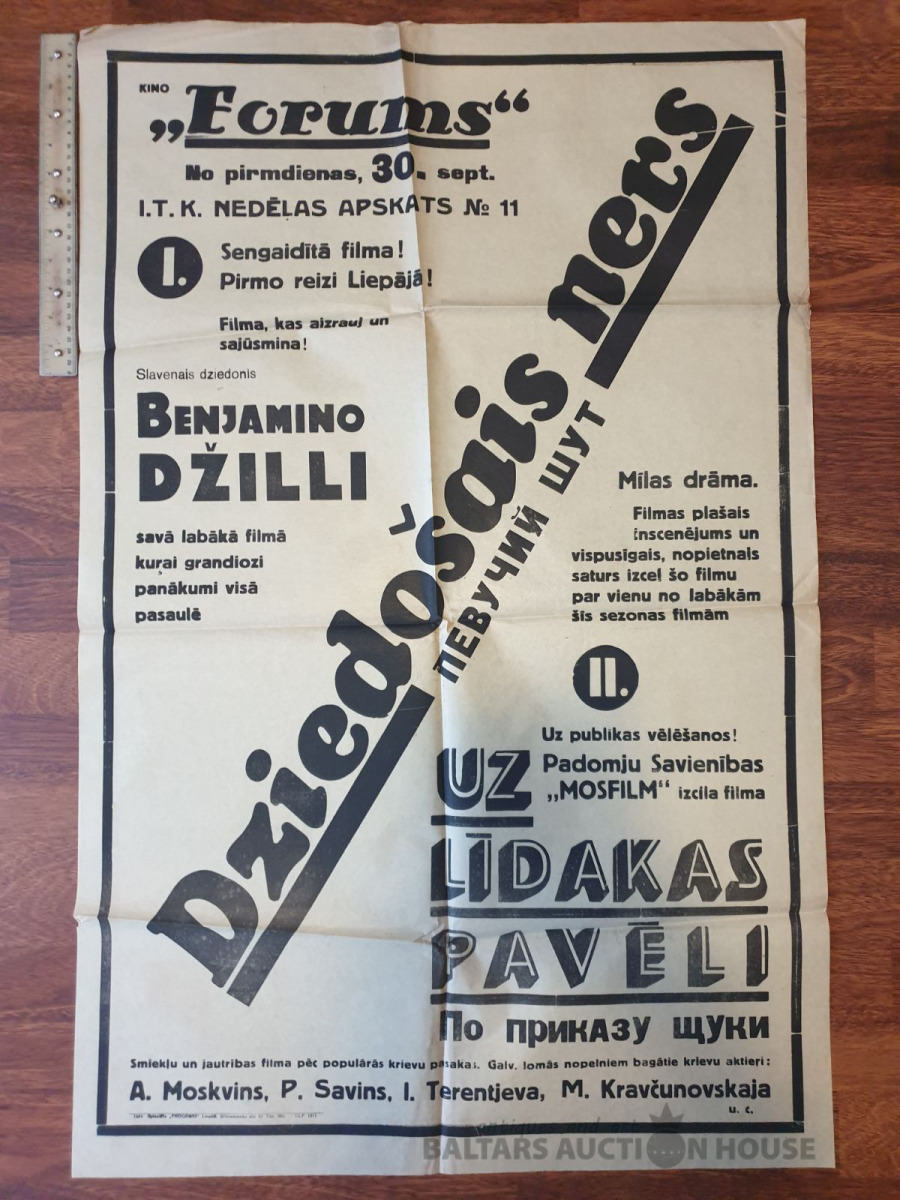 KINO
„Forums“
No pirmdienas, 30. sept.
I.T.K. NEDĒĻAS APSKATS № 11
I.
Sengaidītā filma!
Pirmo reizi Liepājā!
Filma, kas aizrauj un
sajūsmina!
Slavenais dziedonis
BENJAMINO
DŽILLI
savā labākā filmā
kuŗai grandiozi
panākumi visā
pasaulē
Dziedošais ners
ПЕВУЧИЙ ШУТ
Mīlas drāma.
Filmas plašais
inscenējums un
vispusīgais, nopietnais
saturs izceļ šo filmu
par vienu no labākām
šīs sezonas filmām
II.
Uz publikas vēlēšanos!
Padomju Savienības
„MOSFILM“ izcila filma
UZ
LĪDAKAS
PAVĒLI
По приказу щуки
Smieklu un jautrības filma pēc populārās krievu pasakas. Galv. lomās nopelniem bagātie krievu aktieri:
A. Moskvins, P. Savins, I. Terentjeva, M. Kravčunovskaja
u. c.
BALTARS AUCTION HOUSE